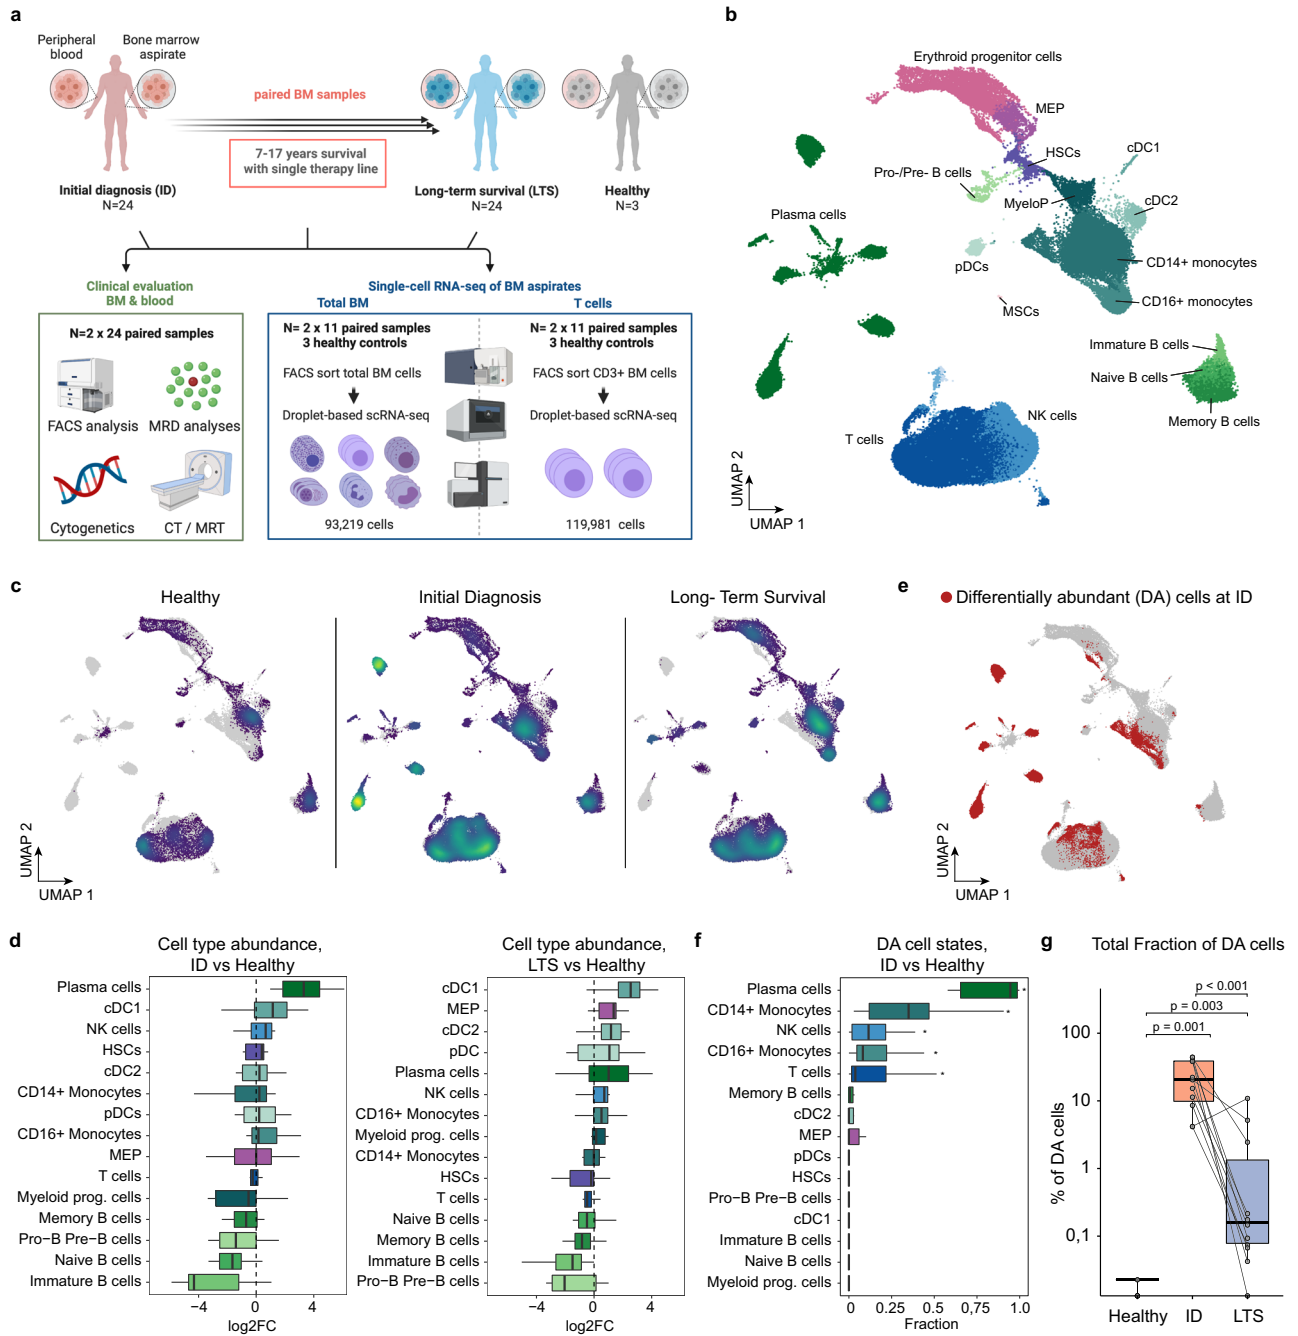 a
Peripheral
blood
Bone marrow
aspirate
paired BM samples
7-17 years survival
with single therapy line
Initial diagnosis (ID)
N=24
Long-term survival (LTS)
N=24
Healthy
N=3
Clinical evaluation
BM & blood
N=2 x 24 paired samples
FACS analysis
MRD analyses
Cytogenetics
CT / MRT
Single-cell RNA-seq of BM aspirates
Total BM
T cells
N= 2 x 11 paired samples
3 healthy controls
FACS sort total BM cells
Droplet-based scRNA-seq
93,219 cells
N= 2 x 11 paired samples
3 healthy controls
FACS sort CD3+ BM cells
Droplet-based scRNA-seq
119,981 cells
b
Erythroid progenitor cells
MEP
HSCs
cDC1
Pro-/Pre- B cells
MyeloP
cDC2
Plasma cells
pDCs
CD14+ monocytes
CD16+ monocytes
MSCs
Immature B cells
Naive B cells
Memory B cells
NK cells
T cells
UMAP 2
UMAP 1
c
Healthy
Initial Diagnosis
Long- Term Survival
UMAP 2
UMAP 1
e
Differentially abundant (DA) cells at ID
UMAP 2
UMAP 1
d
Cell type abundance,
ID vs Healthy
Plasma cells
cDC1
NK cells
HSCs
cDC2
CD14+ Monocytes
pDCs
CD16+ Monocytes
MEP
T cells
Myeloid prog. cells
Memory B cells
Pro−B Pre−B cells
Naive B cells
Immature B cells
−4 0 4
log2FC
Cell type abundance,
LTS vs Healthy
cDC1
MEP
cDC2
pDC
Plasma cells
NK cells
CD16+ Monocytes
Myeloid prog. cells
CD14+ Monocytes
HSCs
T cells
Naive B cells
Memory B cells
Immature B cells
Pro−B Pre−B cells
−4 0 4
log2FC
f
DA cell states,
ID vs Healthy
Plasma cells *
CD14+ Monocytes *
NK cells *
CD16+ Monocytes *
T cells *
Memory B cells
cDC2
MEP
pDCs
HSCs
Pro−B Pre−B cells
cDC1
Immature B cells
Naive B cells
Myeloid prog. cells
0 0.25 0,5 0,75 1.0
Fraction
g
Total Fraction of DA cells
p < 0.001
p = 0.003
p = 0.001
% of DA cells
100
10
1
0,1
Healthy ID LTS